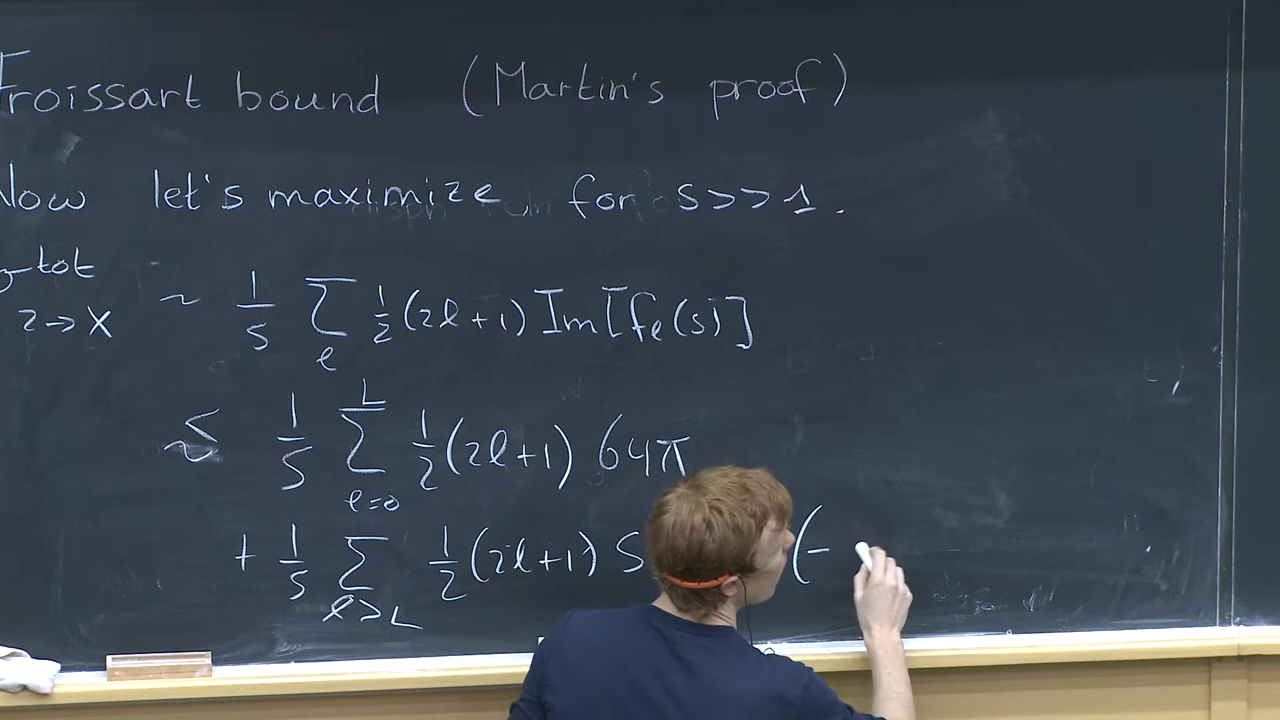 Froissart bound (Martin's proof)
Now let's maximize for s>>1.
σ^tot_{2→X} ~ 1/s Σ_ℓ 1/2 (2ℓ+1) Im[f_ℓ(s)]
≲ 1/s Σ_{ℓ=0}^{L} 1/2 (2ℓ+1) 64π
+ 1/s Σ_{ℓ>L} 1/2 (2ℓ+1) s (-